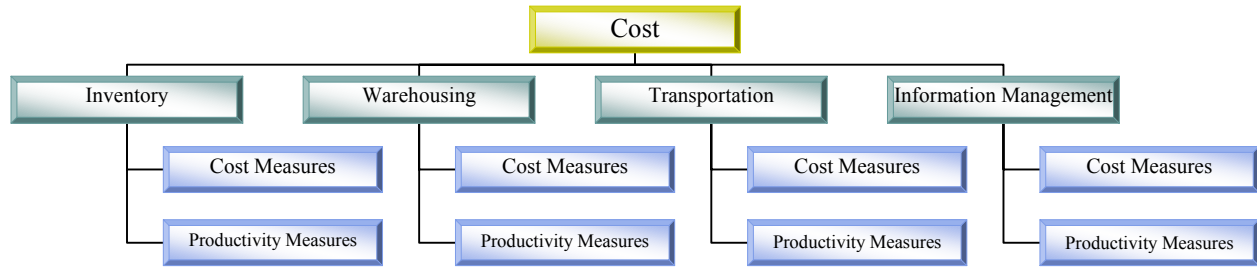 Cost
Inventory
Warehousing
Transportation
Information Management
Cost Measures
Cost Measures
Cost Measures
Cost Measures
Productivity Measures
Productivity Measures
Productivity Measures
Productivity Measures